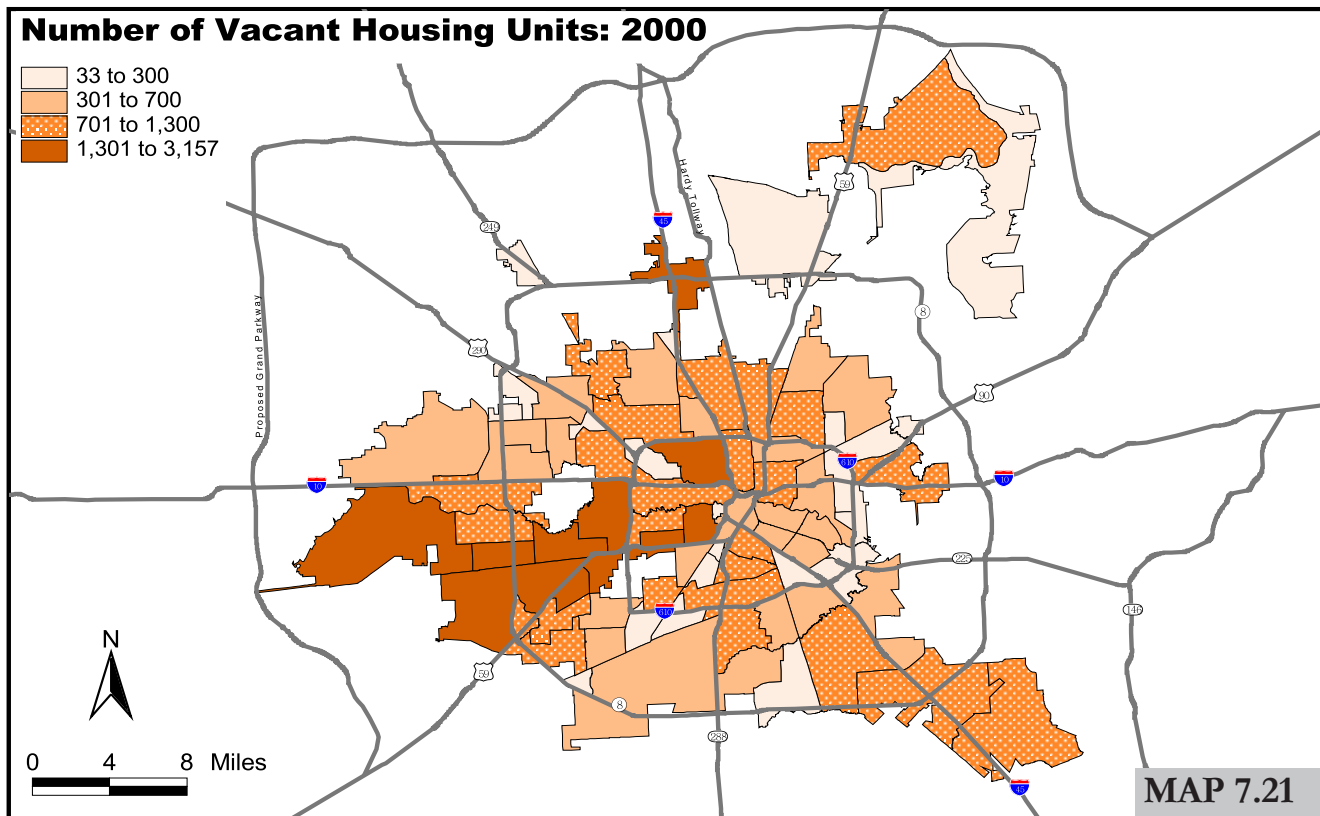 Number of Vacant Housing Units: 2000
33 to 300
301 to 700
701 to 1,300
1,301 to 3,157
Hardy Tollway
59
45
249
Proposed Grand Parkway
8
290
90
610
10
10
225
146
610
59
8
288
45
N
0 4 8 Miles
MAP 7.21